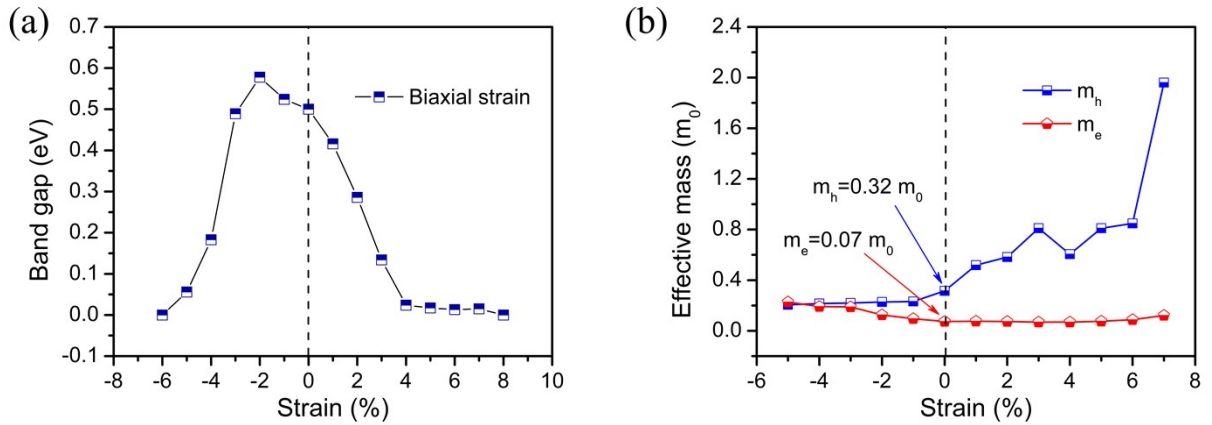 (a)
0.7
0.6
0.5
0.4
0.3
0.2
0.1
0.0
-0.1
Band gap (eV)
Biaxial strain
-8 -6 -4 -2 0 2 4 6 8 10
Strain (%)
(b)
2.4
2.0
1.6
1.2
0.8
0.4
0.0
Effective mass (m0)
mh
me
mh=0.32 m0
me=0.07 m0
-6 -4 -2 0 2 4 6 8
Strain (%)